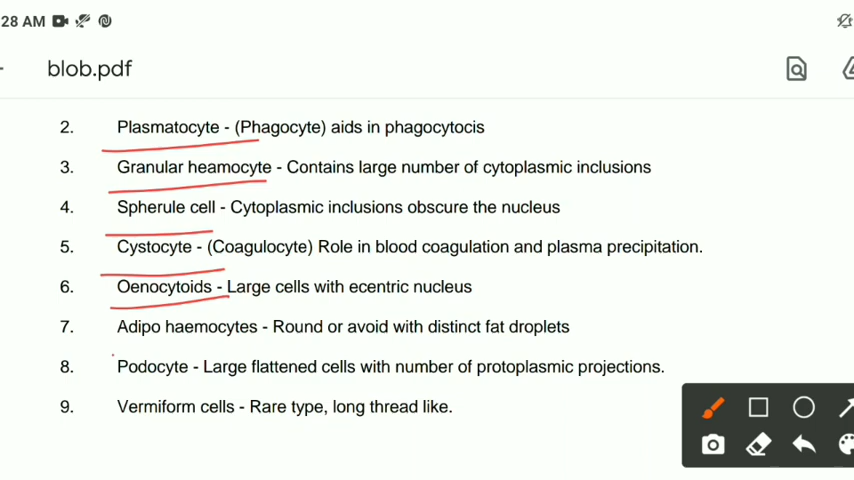 28 AM
blob.pdf
2. Plasmatocyte - (Phagocyte) aids in phagocytocis
3. Granular heamocyte - Contains large number of cytoplasmic inclusions
4. Spherule cell - Cytoplasmic inclusions obscure the nucleus
5. Cystocyte - (Coagulocyte) Role in blood coagulation and plasma precipitation.
6. Oenocytoids - Large cells with ecentric nucleus
7. Adipo haemocytes - Round or avoid with distinct fat droplets
8. Podocyte - Large flattened cells with number of protoplasmic projections.
9. Vermiform cells - Rare type, long thread like.